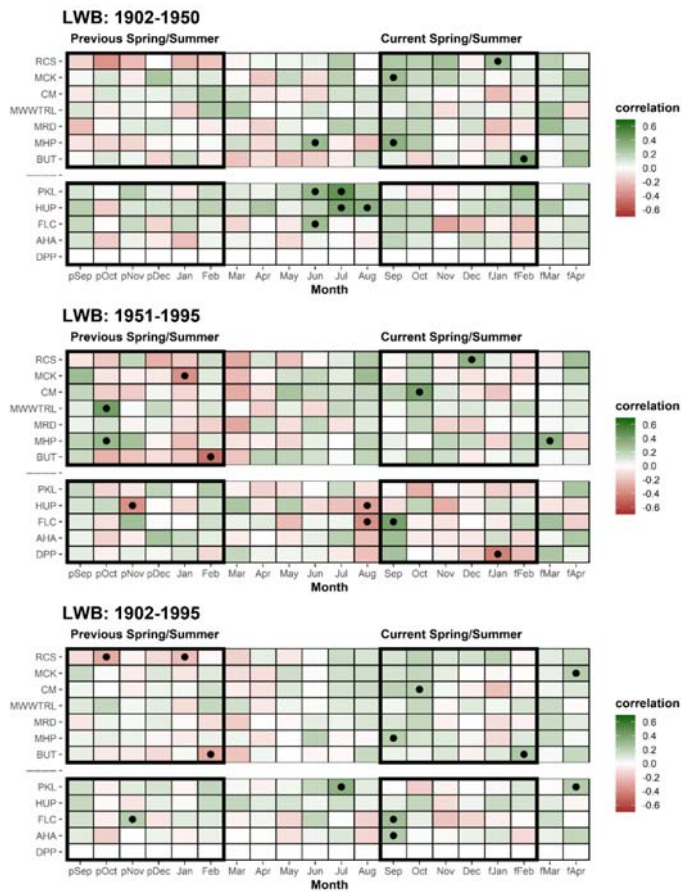 LWB: 1902-1950
Previous Spring/Summer Current Spring/Summer
RCS
MCK
CM
MWWTRL
MRD
MHP
BUT
PKL
HUP
FLC
AHA
DPP
pSep pOct pNov pDec Jan Feb Mar Apr May Jun Jul Aug Sep Oct Nov Dec fJan fFeb fMar fApr
Month
correlation
0.6
0.4
0.2
0.0
-0.2
-0.4
-0.6
LWB: 1951-1995
Previous Spring/Summer Current Spring/Summer
RCS
MCK
CM
MWWTRL
MRD
MHP
BUT
PKL
HUP
FLC
AHA
DPP
pSep pOct pNov pDec Jan Feb Mar Apr May Jun Jul Aug Sep Oct Nov Dec fJan fFeb fMar fApr
Month
correlation
0.6
0.4
0.2
0.0
-0.2
-0.4
-0.6
LWB: 1902-1995
Previous Spring/Summer Current Spring/Summer
RCS
MCK
CM
MWWTRL
MRD
MHP
BUT
PKL
HUP
FLC
AHA
DPP
pSep pOct pNov pDec Jan Feb Mar Apr May Jun Jul Aug Sep Oct Nov Dec fJan fFeb fMar fApr
Month
correlation
0.6
0.4
0.2
0.0
-0.2
-0.4
-0.6